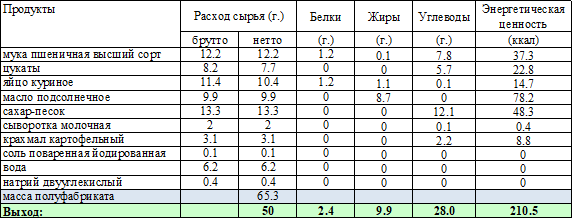 Продукты Расход сырья (г.) Белки Жиры Углеводы Энергетическая ценность
брутто нетто (г.) (г.) (г.) (ккал)
мука пшеничная высший сорт 12.2 12.2 1.2 0.1 7.8 37.3
цукаты 8.2 7.7 0 0 5.7 22.8
яйцо куриное 11.4 10.4 1.2 1.1 0.1 14.7
масло подсолнечное 9.9 9.9 0 8.7 0 78.2
сахар-песок 13.3 13.3 0 0 12.1 48.3
сыворотка молочная 2 2 0 0 0.1 0.4
крахмал картофельный 3.1 3.1 0 0 2.2 8.8
соль поваренная йодированная 0.1 0.1 0 0 0 0
вода 6.2 6.2 0 0 0 0
натрий двууглекислый 0.4 0.4 0 0 0 0
масса полуфабриката 65.3
Выход: 50 2.4 9.9 28.0 210.5